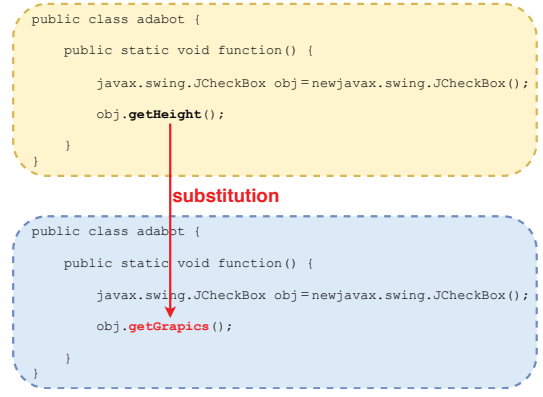 public class adabot {
public static void function() {
javax.swing.JCheckBox obj=newjavax.swing.JCheckBox();
obj.getHeight();
}
}
substitution
public class adabot {
public static void function() {
javax.swing.JCheckBox obj=newjavax.swing.JCheckBox();
obj.getGrapics();
}
}